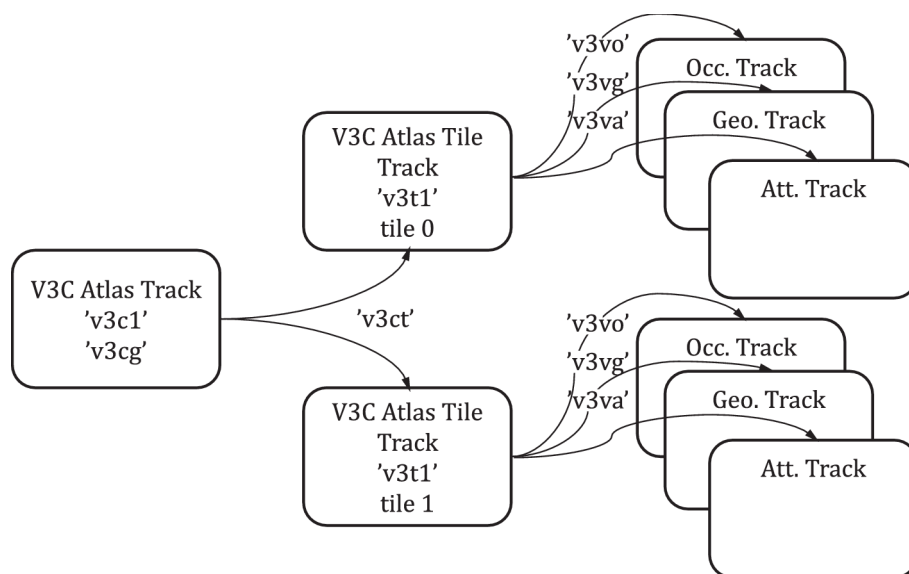 V3C Atlas Track
’v3c1’
’v3cg’
’v3ct’
V3C Atlas Tile
Track
’v3t1’
tile 0
’v3vo’
’v3vg’
’v3va’
Occ. Track
Geo. Track
Att. Track
V3C Atlas Tile
Track
’v3t1’
tile 1
’v3vo’
’v3vg’
’v3va’
Occ. Track
Geo. Track
Att. Track